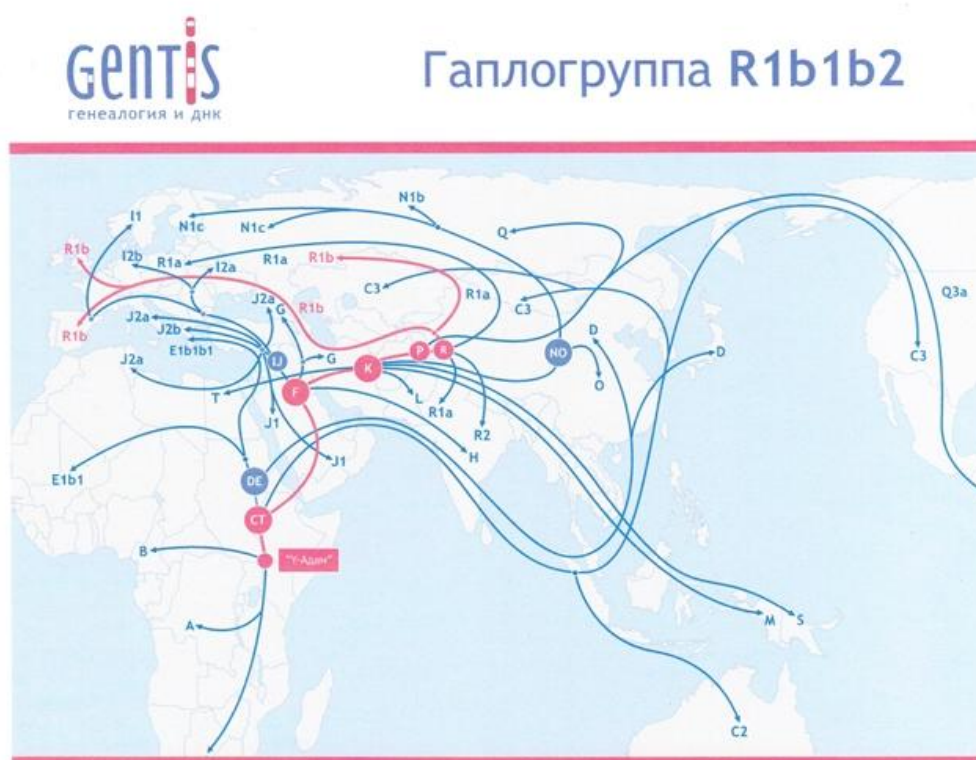 GENTIS
генеалогия и днк
Гаплогруппа R1b1b2
N1b
I1
N1c
N1c
Q
R1b
I2b
R1a
I2a
R1a
R1b
C3
R1a
C3
Q3a
J2a
G
R1b
J2a
R1b
J2b
E1b1b1
D
D
C3
J2a
IJ
G
K
P
R
NO
T
F
L
R1a
O
J1
R2
J1
H
E1b1
DE
CT
B
"Y-Адам"
A
M
S
C2